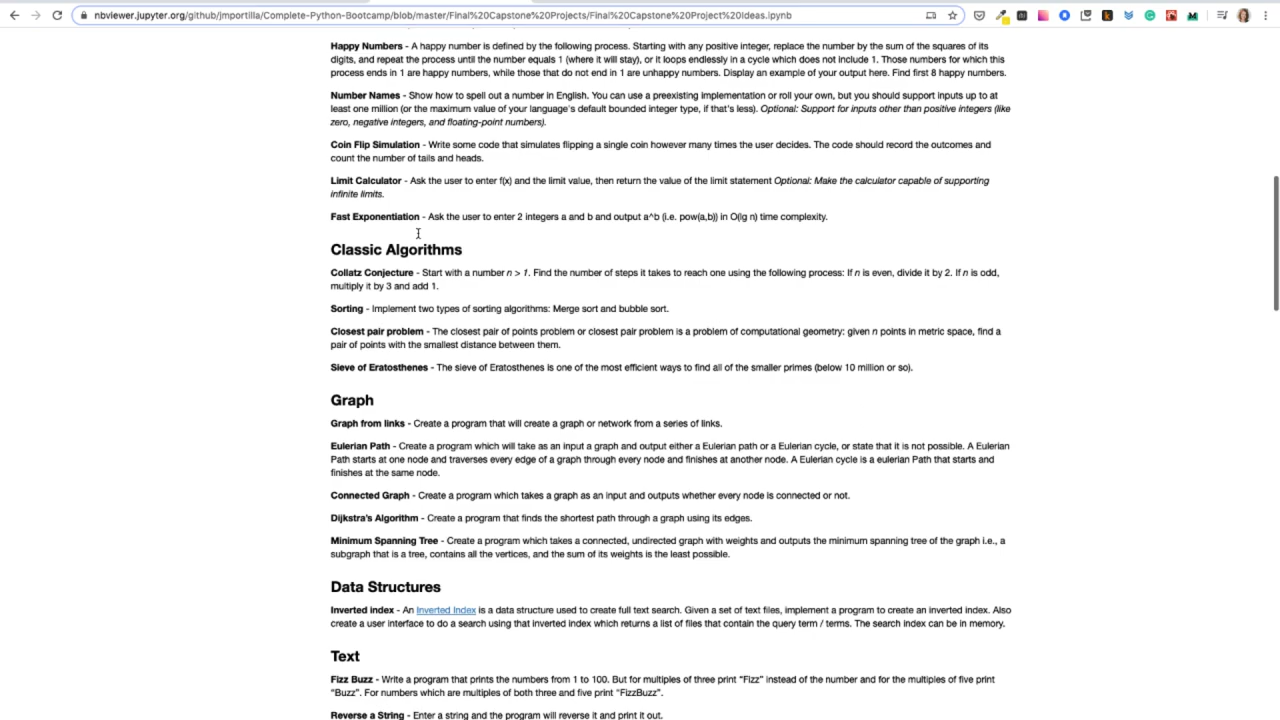 nbviewer.jupyter.org/github/jmportilla/Complete-Python-Bootcamp/blob/master/Final%20Capstone%20Projects/Final%20Capstone%20Project%20Ideas.ipynb
Happy Numbers - A happy number is defined by the following process. Starting with any positive integer, replace the number by the sum of the squares of its
digits, and repeat the process until the number equals 1 (where it will stay), or it loops endlessly in a cycle which does not include 1. Those numbers for which this
process ends in 1 are happy numbers, while those that do not end in 1 are unhappy numbers. Display an example of your output here. Find first 8 happy numbers.
Number Names - Show how to spell out a number in English. You can use a preexisting implementation or roll your own, but you should support inputs up to at
least one million (or the maximum value of your language's default bounded integer type, if that's less). Optional: Support for inputs other than positive integers (like
zero, negative integers, and floating-point numbers).
Coin Flip Simulation - Write some code that simulates flipping a single coin however many times the user decides. The code should record the outcomes and
count the number of tails and heads.
Limit Calculator - Ask the user to enter f(x) and the limit value, then return the value of the limit statement Optional: Make the calculator capable of supporting
infinite limits.
Fast Exponentiation - Ask the user to enter 2 integers a and b and output a^b (i.e. pow(a,b)) in O(lg n) time complexity.
Classic Algorithms
Collatz Conjecture - Start with a number n > 1. Find the number of steps it takes to reach one using the following process: If n is even, divide it by 2. If n is odd,
multiply it by 3 and add 1.
Sorting - Implement two types of sorting algorithms: Merge sort and bubble sort.
Closest pair problem - The closest pair of points problem or closest pair problem is a problem of computational geometry: given n points in metric space, find a
pair of points with the smallest distance between them.
Sieve of Eratosthenes - The sieve of Eratosthenes is one of the most efficient ways to find all of the smaller primes (below 10 million or so).
Graph
Graph from links - Create a program that will create a graph or network from a series of links.
Eulerian Path - Create a program which will take as an input a graph and output either a Eulerian path or a Eulerian cycle, or state that it is not possible. A Eulerian
Path starts at one node and traverses every edge of a graph through every node and finishes at another node. A Eulerian cycle is a eulerian Path that starts and
finishes at the same node.
Connected Graph - Create a program which takes a graph as an input and outputs whether every node is connected or not.
Dijkstra's Algorithm - Create a program that finds the shortest path through a graph using its edges.
Minimum Spanning Tree - Create a program which takes a connected, undirected graph with weights and outputs the minimum spanning tree of the graph i.e., a
subgraph that is a tree, contains all the vertices, and the sum of its weights is the least possible.
Data Structures
Inverted index - An Inverted Index is a data structure used to create full text search. Given a set of text files, implement a program to create an inverted index. Also
create a user interface to do a search using that inverted index which returns a list of files that contain the query term / terms. The search index can be in memory.
Text
Fizz Buzz - Write a program that prints the numbers from 1 to 100. But for multiples of three print “Fizz” instead of the number and for the multiples of five print
“Buzz”. For numbers which are multiples of both three and five print “FizzBuzz”.
Reverse a String - Enter a string and the program will reverse it and print it out.